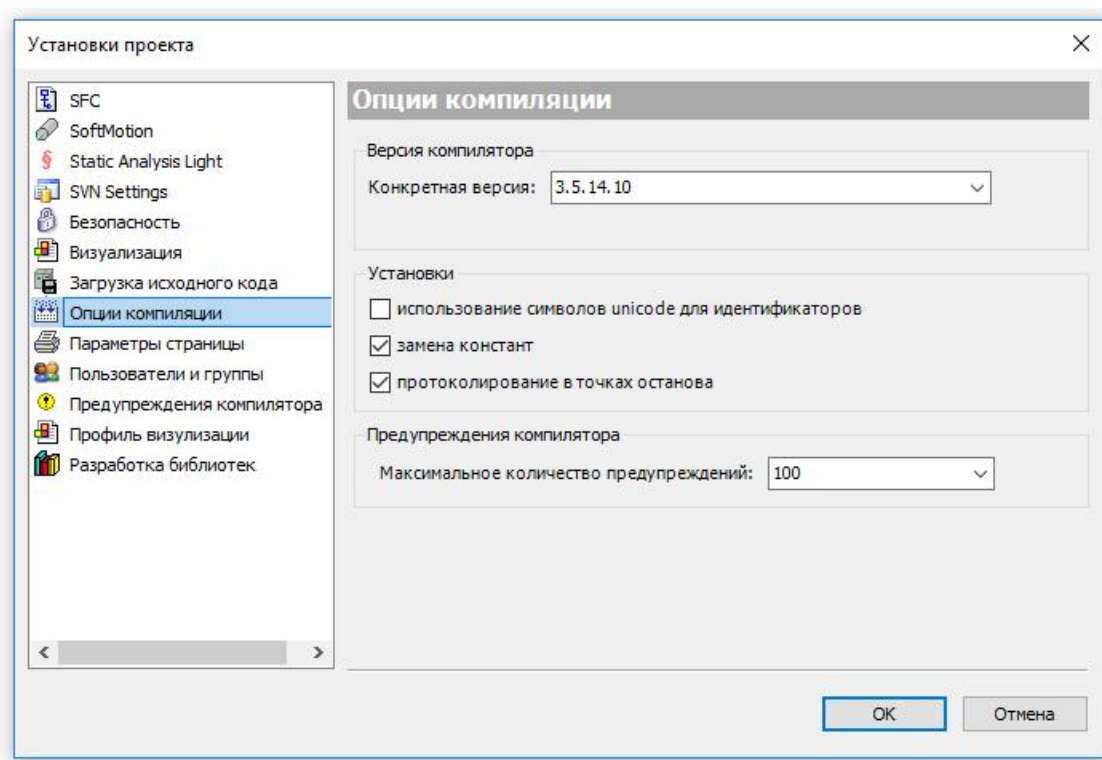 Установки проекта
SFC
SoftMotion
Static Analysis Light
SVN Settings
Безопасность
Визуализация
Загрузка исходного кода
Опции компиляции
Параметры страницы
Пользователи и группы
Предупреждения компилятора
Профиль визулизации
Разработка библиотек
Опции компиляции
Версия компилятора
Конкретная версия: 3.5.14.10
Установки
использование символов unicode для идентификаторов
замена констант
протоколирование в точках останова
Предупреждения компилятора
Максимальное количество предупреждений: 100
OK Отмена